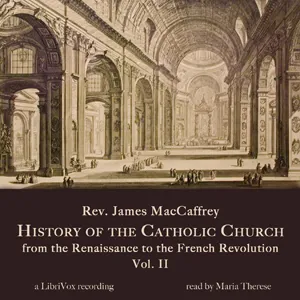 Rev. James MacCaffrey
History of the Catholic Church
from the Renaissance to the French Revolution
Vol. II
a LibriVox recording
read by Maria Therese